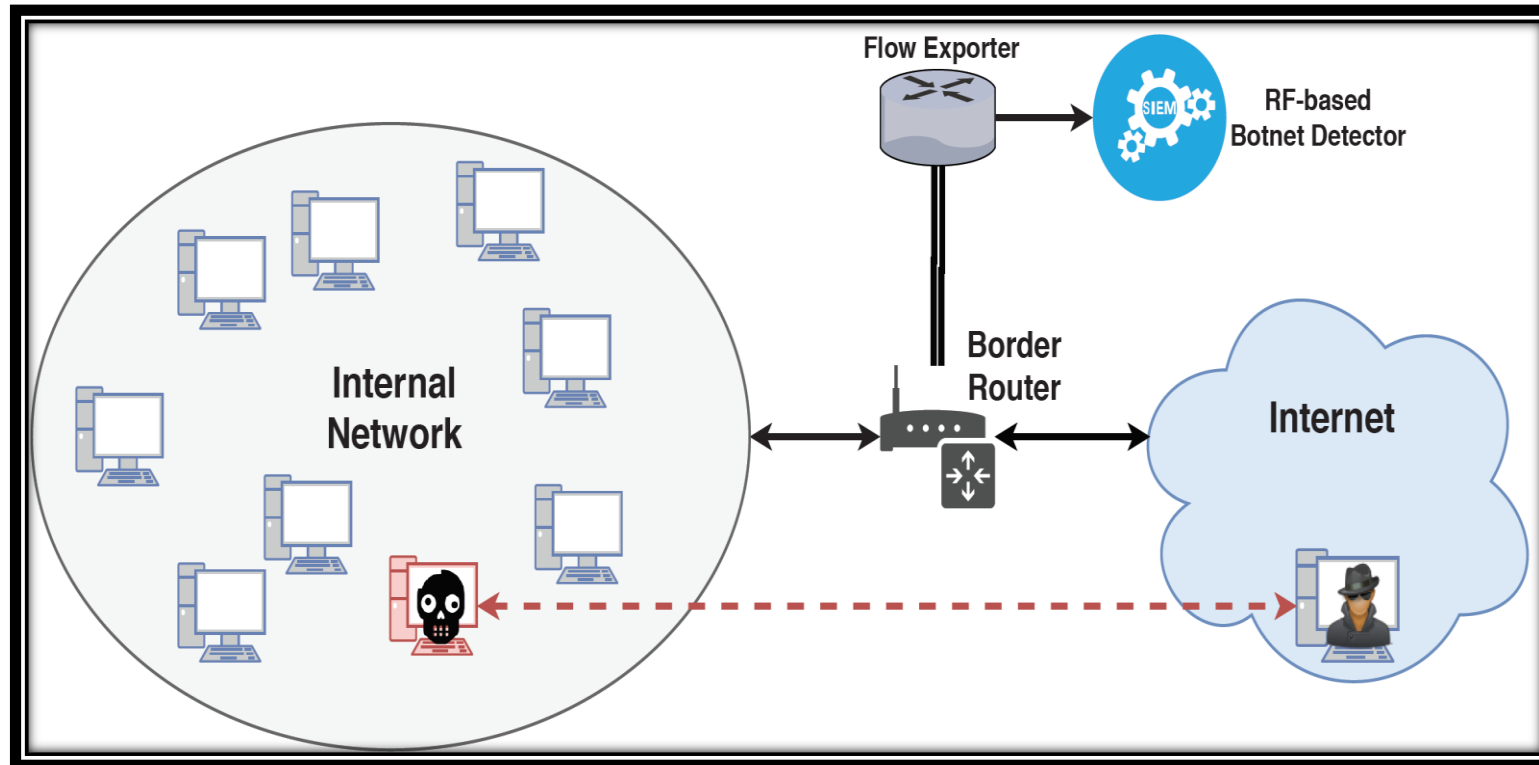 Flow Exporter
SIEM
RF-based
Botnet Detector
Internal
Network
Border
Router
Internet